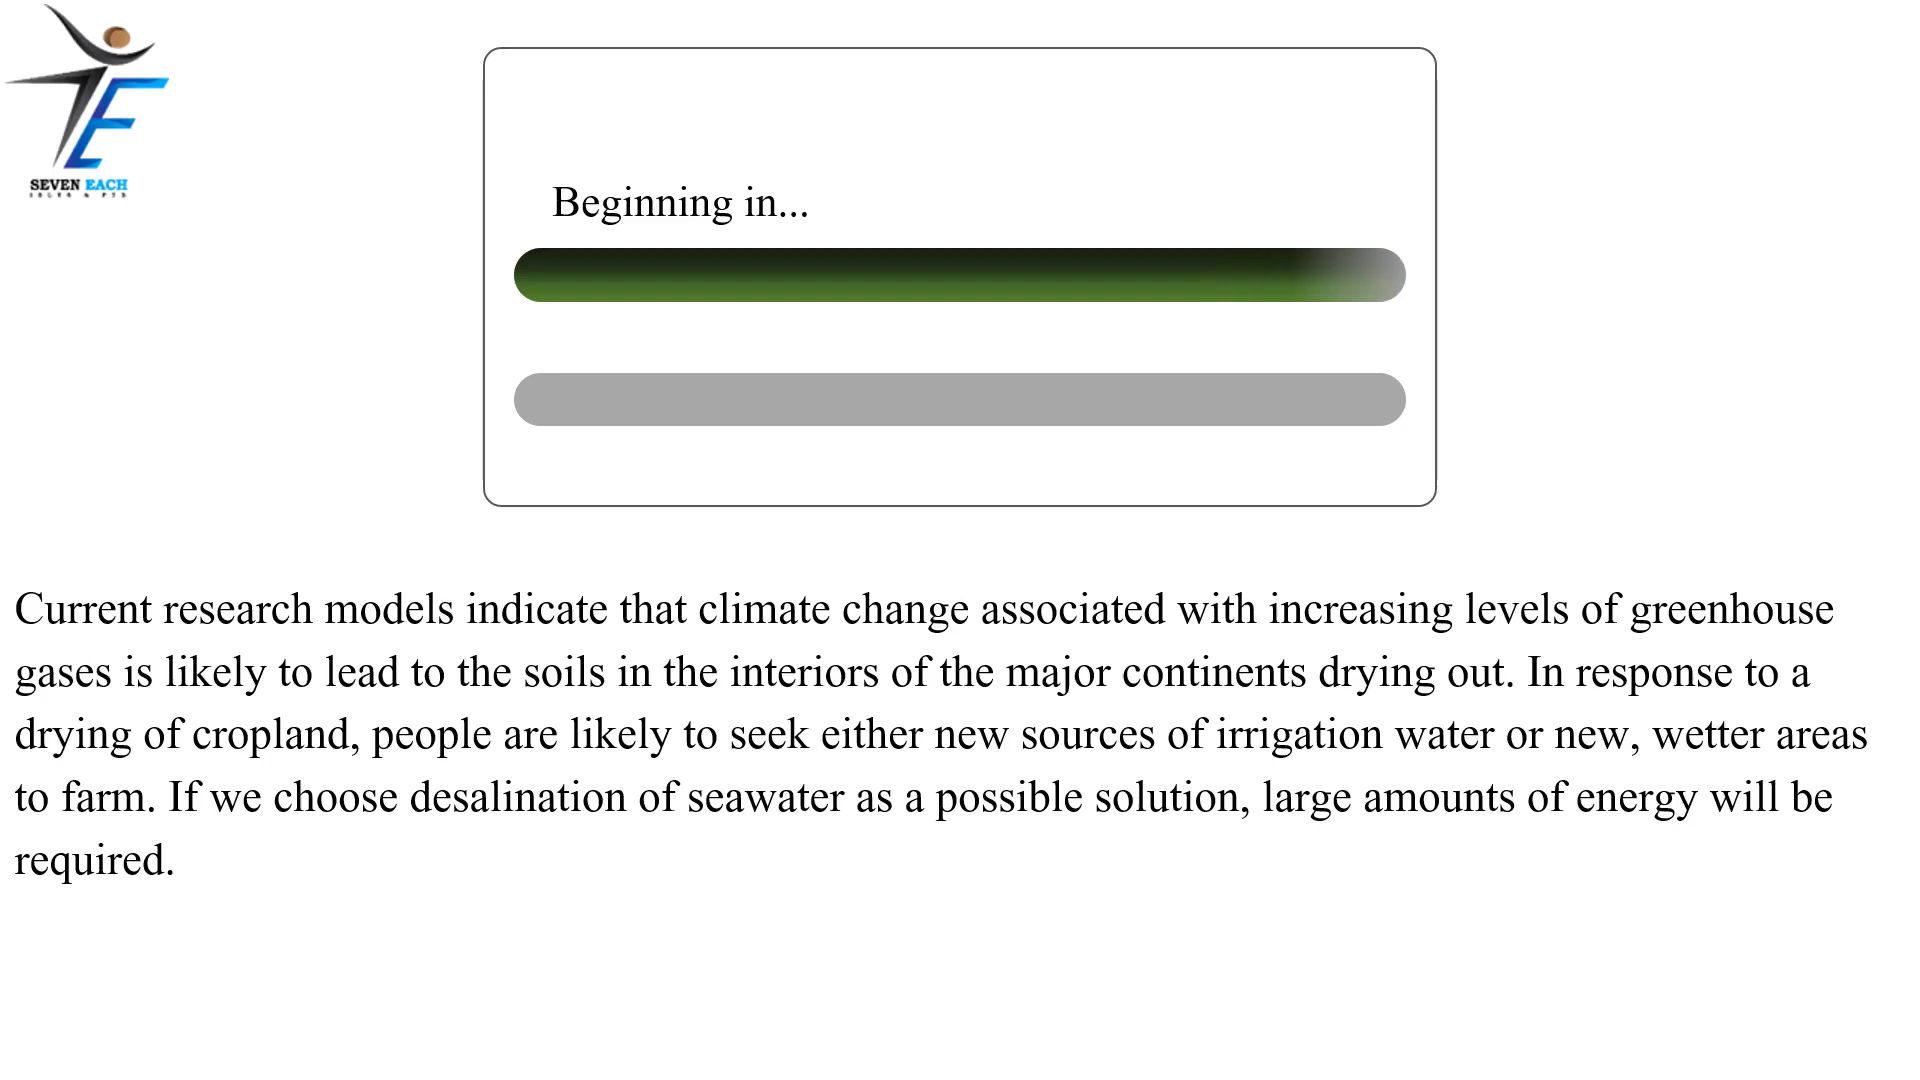 SEVEN EACH
Beginning in...
Current research models indicate that climate change associated with increasing levels of greenhouse
gases is likely to lead to the soils in the interiors of the major continents drying out. In response to a
drying of cropland, people are likely to seek either new sources of irrigation water or new, wetter areas
to farm. If we choose desalination of seawater as a possible solution, large amounts of energy will be
required.